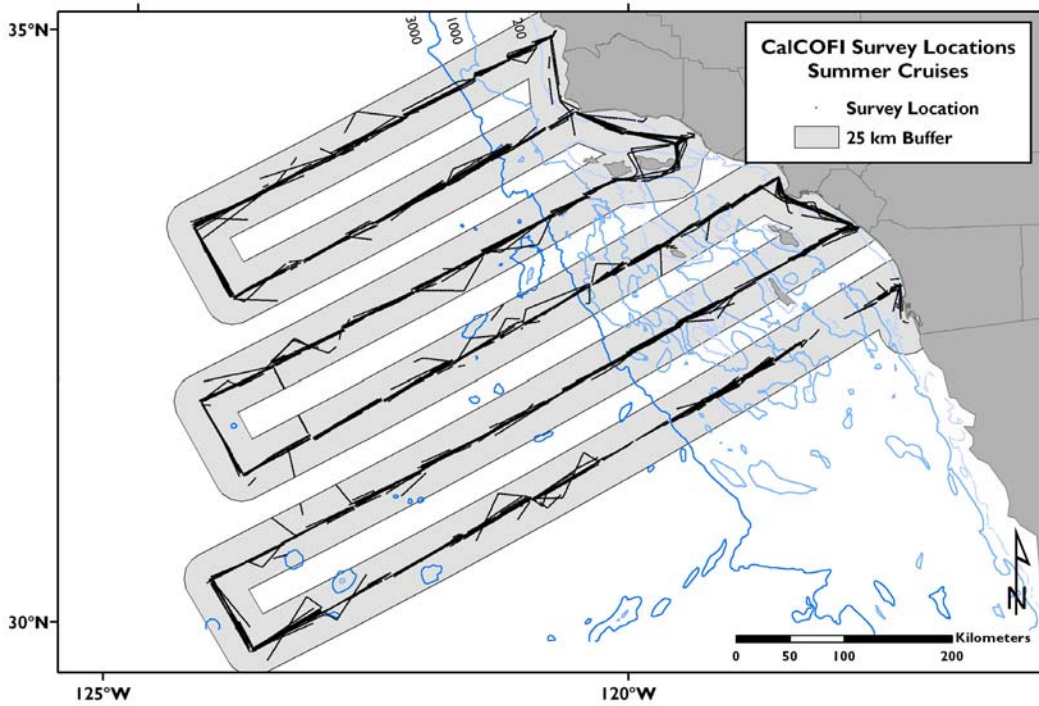 35°N
3000
1000
200
CalCOFI Survey Locations
Summer Cruises
Survey Location
25 km Buffer
30°N
N
Kilometers
0 50 100 200
125°W 120°W